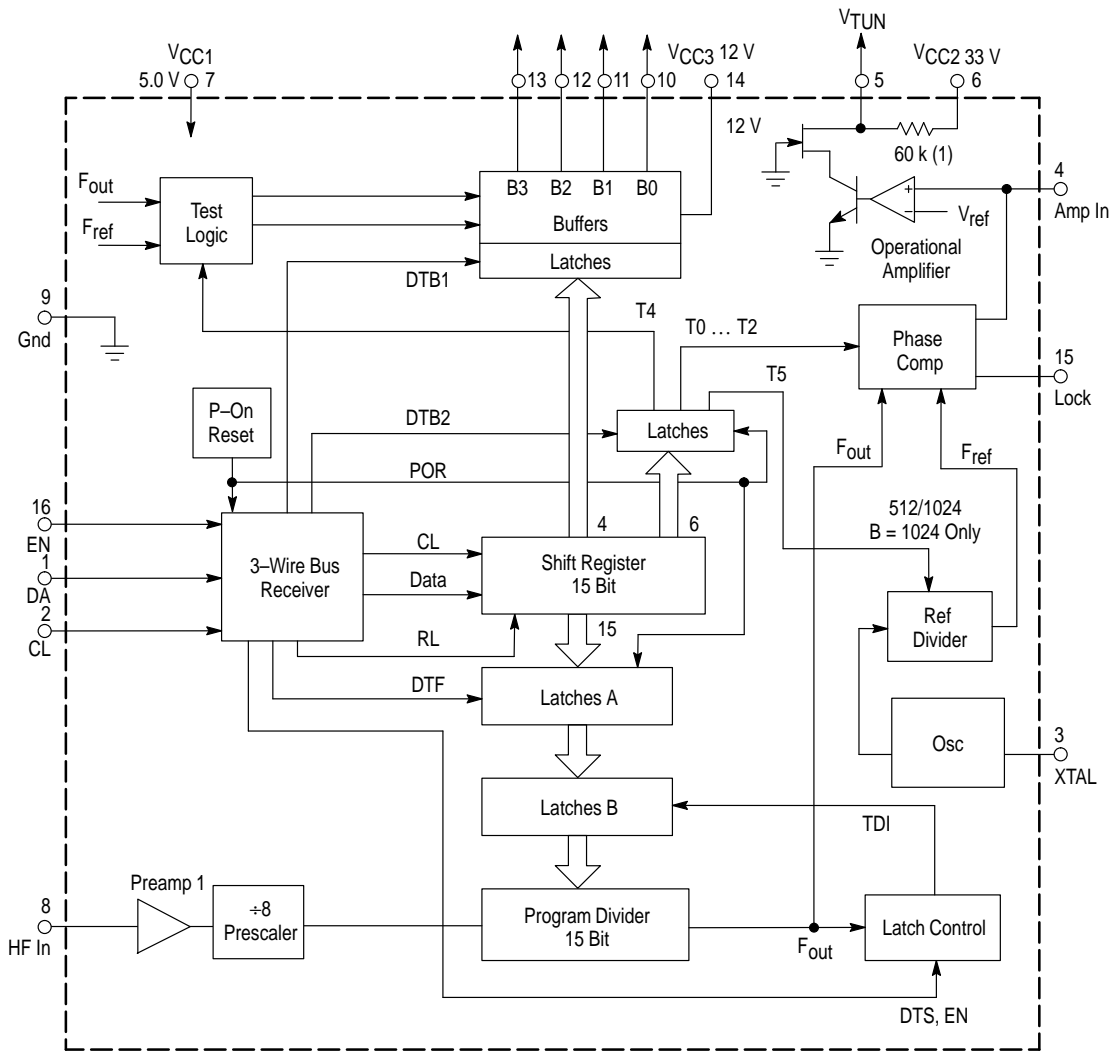 VCC1
5.0 V 7
13
12
11
10
VCC3 12 V
14
VTUN
5
VCC2 33 V
6
12 V
60 k (1)
4
Amp In
Fout
Fref
Test
Logic
B3 B2 B1 B0
Buffers
Latches
+
–
Vref
Operational
Amplifier
DTB1
9
Gnd
T4
T0 … T2
Phase
Comp
15
Lock
T5
P–On
Reset
DTB2
Latches
Fout
Fref
POR
16
EN
1
DA
2
CL
3–Wire Bus
Receiver
CL
Data
RL
4
6
Shift Register
15 Bit
15
512/1024
B = 1024 Only
Ref
Divider
DTF
Latches A
Osc
3
XTAL
Latches B
TDI
8
HF In
Preamp 1
÷8
Prescaler
Program Divider
15 Bit
Fout
Latch Control
DTS, EN